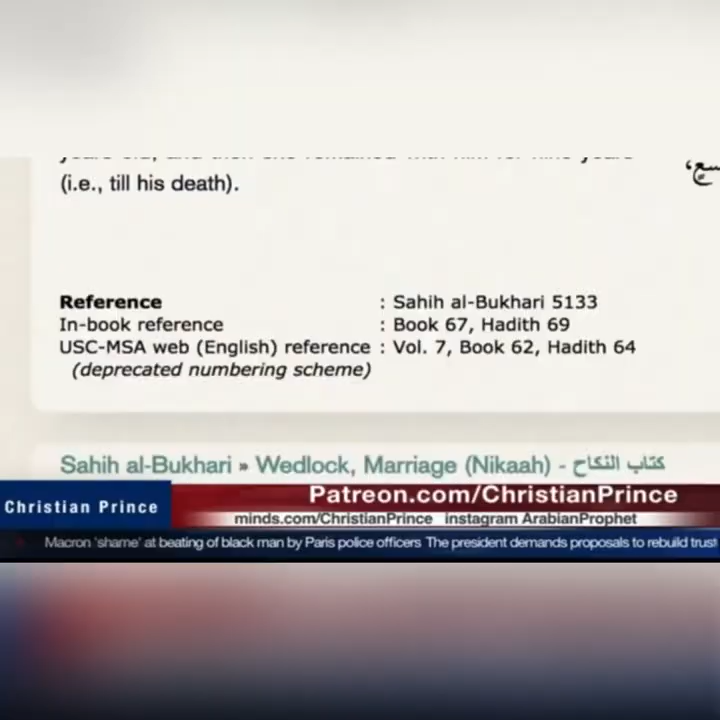 (i.e., till his death).
Reference : Sahih al-Bukhari 5133
In-book reference : Book 67, Hadith 69
USC-MSA web (English) reference : Vol. 7, Book 62, Hadith 64
(deprecated numbering scheme)
Sahih al-Bukhari » Wedlock, Marriage (Nikaah) - كتاب النكاح
Christian Prince
Patreon.com/ChristianPrince
minds.com/ChristianPrince instagram ArabianProphet
Macron 'shame' at beating of black man by Paris police officers The president demands proposals to rebuild trust